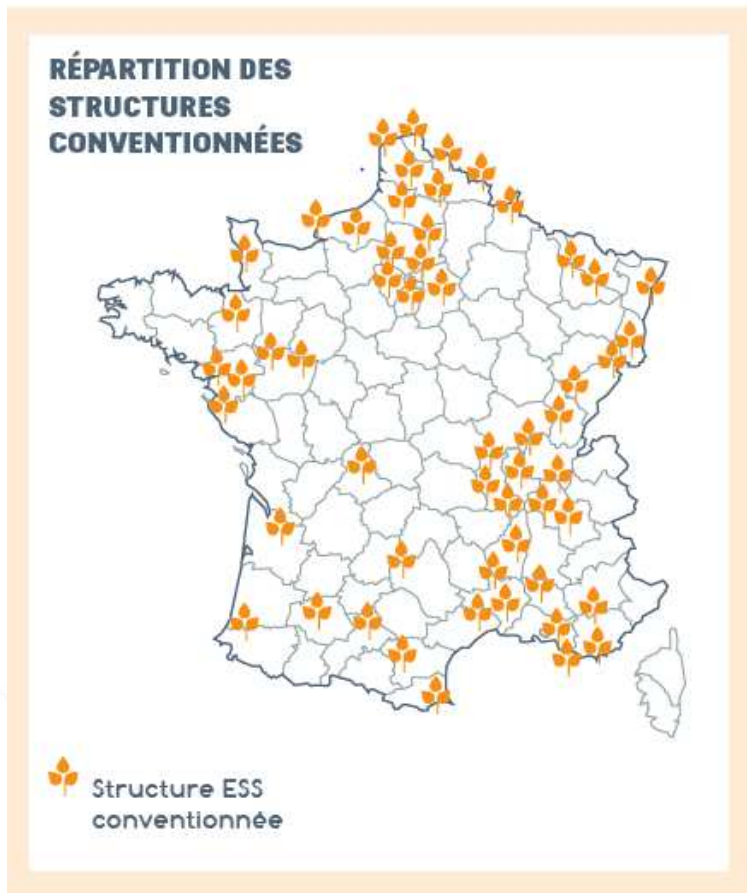 RÉPARTITION DES
STRUCTURES
CONVENTIONNÉES
Structure ESS
conventionnée